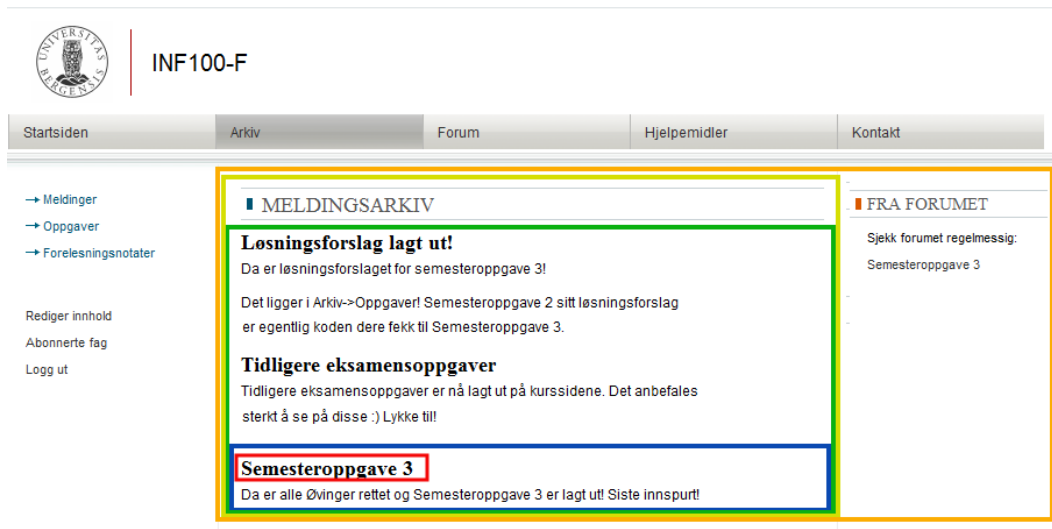 UNIVERSITAS
BERGENSIS
INF100-F
Startsiden
Arkiv
Forum
Hjelpemidler
Kontakt
→ Meldinger
→ Oppgaver
→ Forelesningsnotater
Rediger innhold
Abonnerte fag
Logg ut
MELDINGSARKIV
Løsningsforslag lagt ut!
Da er løsningsforslaget for semesteroppgave 3!
Det ligger i Arkiv->Oppgaver! Semesteroppgave 2 sitt løsningsforslag
er egentlig koden dere fekk til Semesteroppgave 3.
Tidligere eksamensoppgaver
Tidligere eksamensoppgaver er nå lagt ut på kurssidene. Det anbefales
sterkt å se på disse :) Lykke til!
Semesteroppgave 3
Da er alle Øvinger rettet og Semesteroppgave 3 er lagt ut! Siste innspurt!
FRA FORUMET
Sjekk forumet regelmessig:
Semesteroppgave 3